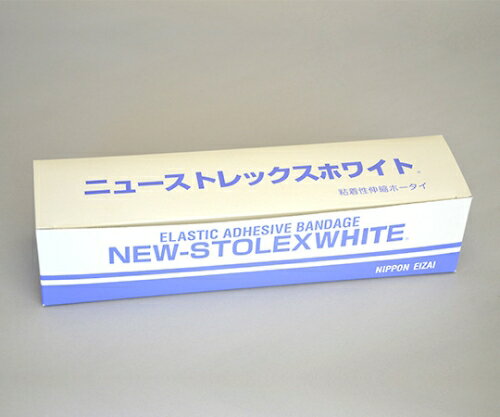 ニューストレックスホワイト®
粘着性伸縮ホータイ
ELASTIC ADHESIVE BANDAGE
NEW-STOLEXWHITE®
NIPPON EIZAI